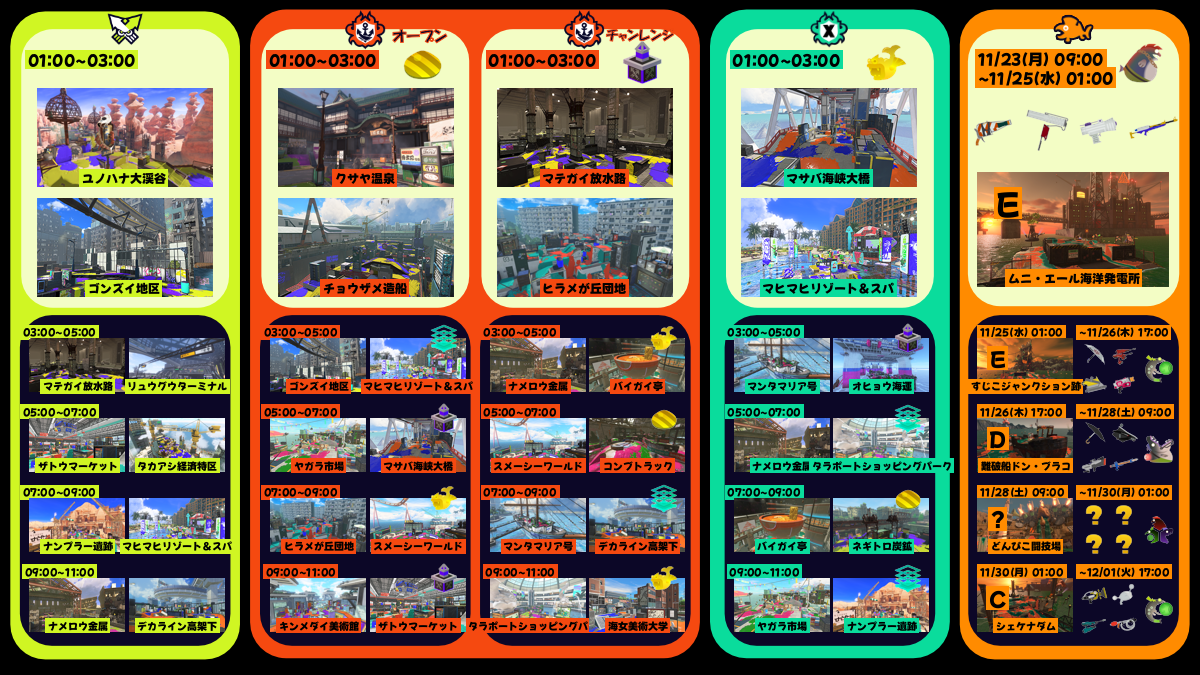 01:00~03:00
ユノハナ大渓谷
ゴンズイ地区
03:00~05:00
マテガイ放水路
リュウグウターミナル
05:00~07:00
ザトウマーケット
タカアシ経済特区
07:00~09:00
ナンプラー遺跡
マヒマヒリゾート&スパ
09:00~11:00
ナメロウ金属
デカライン高架下
オープン
01:00~03:00
クサヤ温泉
チョウザメ造船
03:00~05:00
ゴンズイ地区
マヒマヒリゾート&スパ
05:00~07:00
ヤガラ市場
マサバ海峡大橋
07:00~09:00
ヒラメが丘団地
スメーシーワールド
09:00~11:00
キンメダイ美術館
ザトウマーケット
チャンレンジ
01:00~03:00
マテガイ放水路
ヒラメが丘団地
03:00~05:00
ナメロウ金属
バイガイ亭
05:00~07:00
スメーシーワールド
コンブトラック
07:00~09:00
マンタマリア号
デカライン高架下
09:00~11:00
タラポートショッピングパ
海女美術大学
X
01:00~03:00
マサバ海峡大橋
マヒマヒリゾート&スパ
03:00~05:00
マンタマリア号
オヒョウ海運
05:00~07:00
ナメロウ金属
タラポートショッピングパーク
07:00~09:00
バイガイ亭
ネギトロ炭鉱
09:00~11:00
ヤガラ市場
ナンプラー遺跡
11/23(月) 09:00
~11/25(水) 01:00
E
ムニ・エール海洋発電所
11/25(水) 01:00
~11/26(木) 17:00
E
すじこジャンクション跡
11/26(木) 17:00
~11/28(土) 09:00
D
難破船ドン・ブラコ
11/28(土) 09:00
~11/30(月) 01:00
?
? ?
? ?
どんぴこ闘技場
11/30(月) 01:00
~12/01(火) 17:00
C
シェケナダム